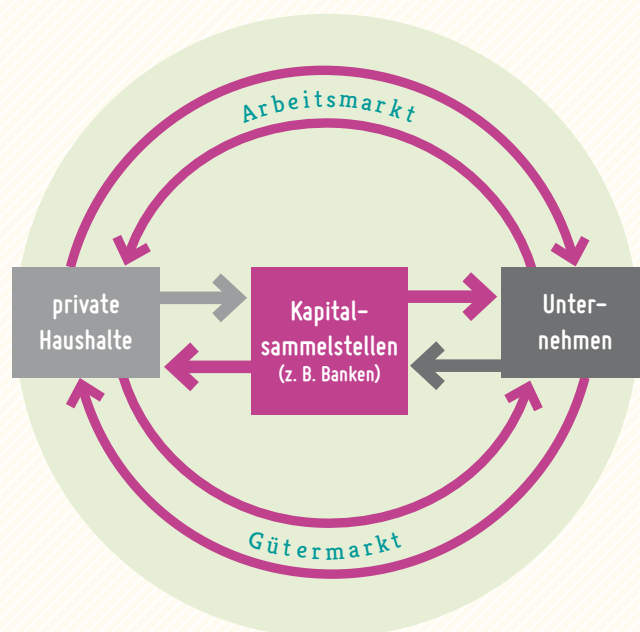 Arbeitsmarkt
private
Haushalte
Kapital-
sammelstellen
(z. B. Banken)
Unter-
nehmen
Gütermarkt